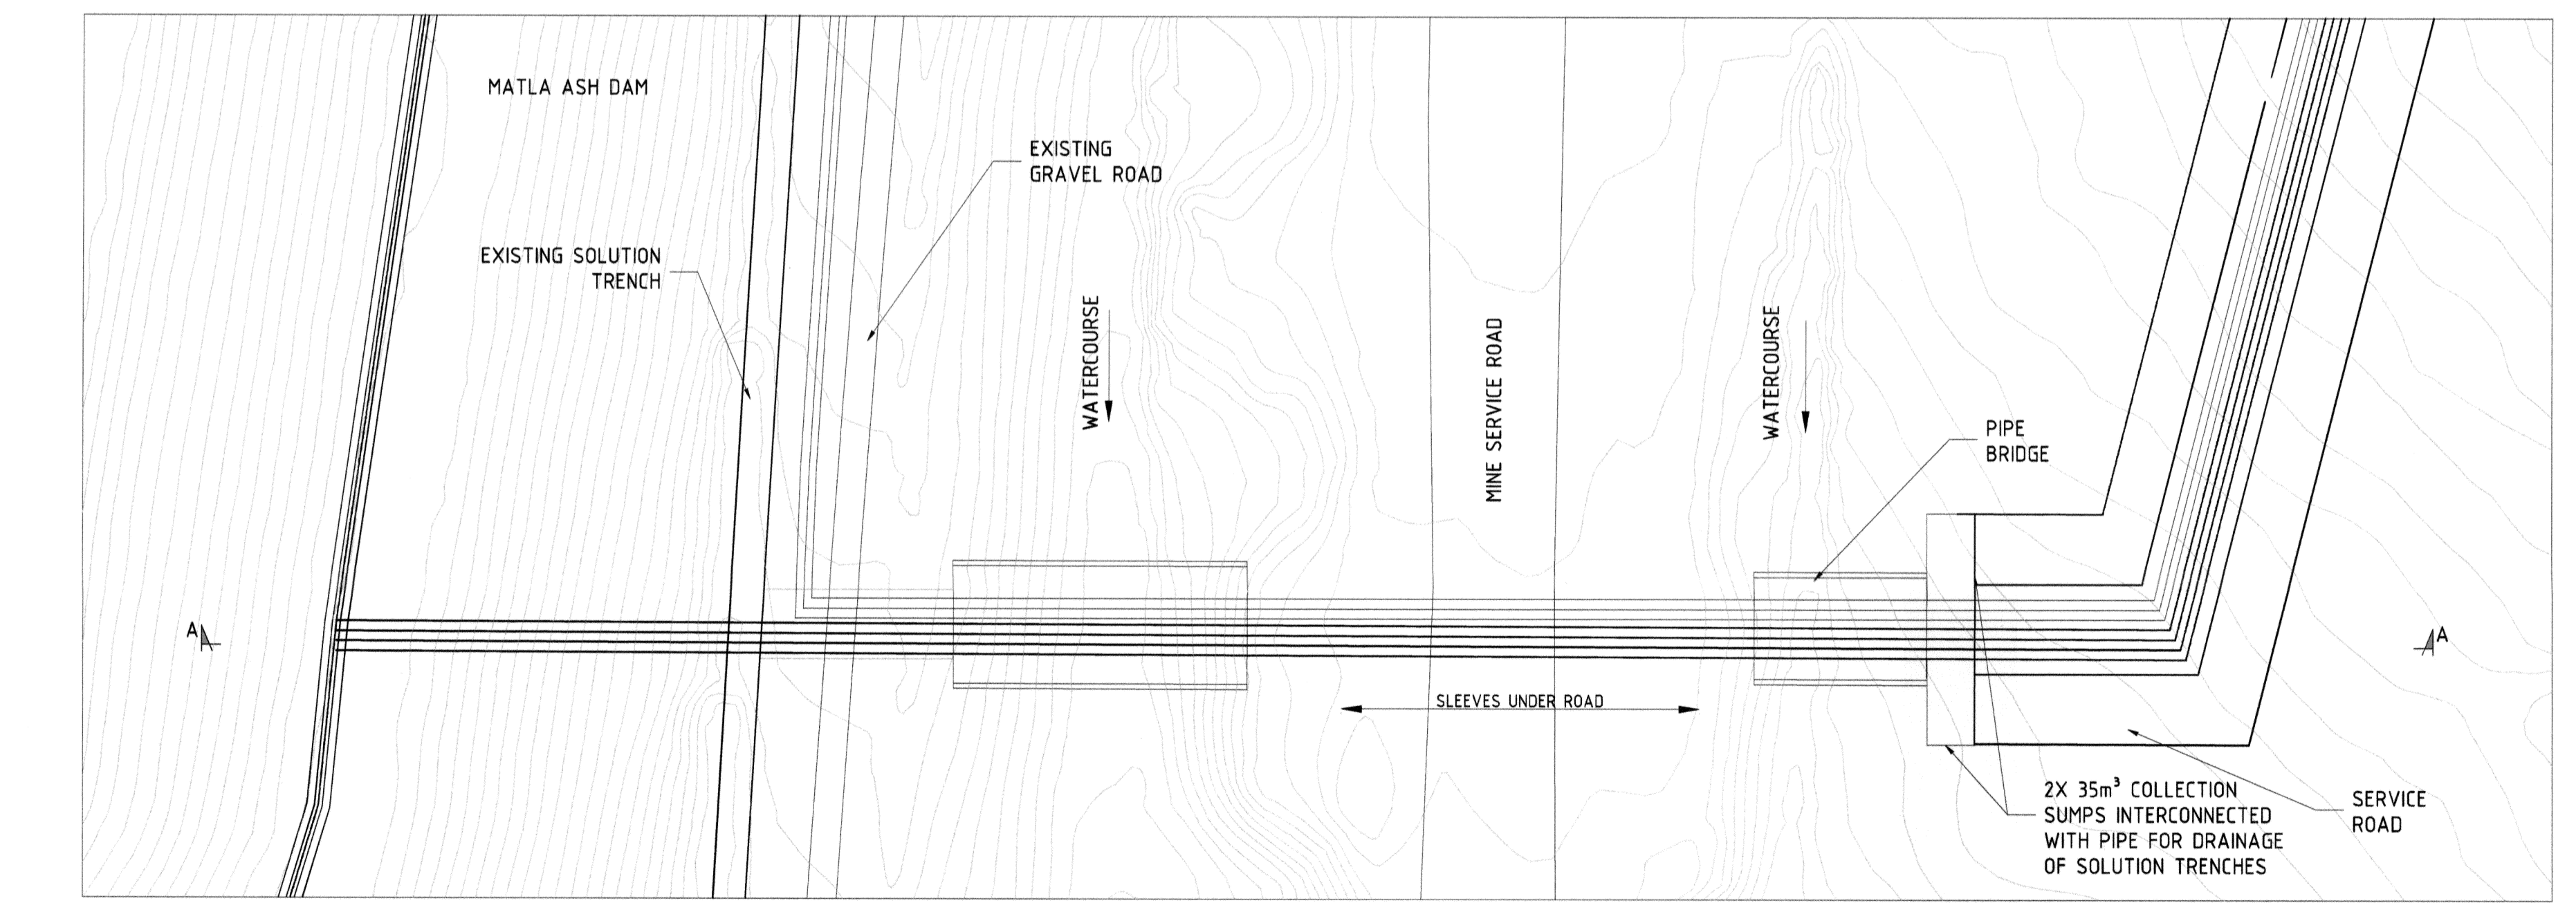 MATLA ASH DAM
EXISTING
GRAVEL ROAD
EXISTING SOLUTION
TRENCH
WATERCOURSE
MINE SERVICE ROAD
WATERCOURSE
PIPE
BRIDGE
A
A
SLEEVES UNDER ROAD
2X 35m³ COLLECTION
SUMPS INTERCONNECTED
WITH PIPE FOR DRAINAGE
OF SOLUTION TRENCHES
SERVICE
ROAD